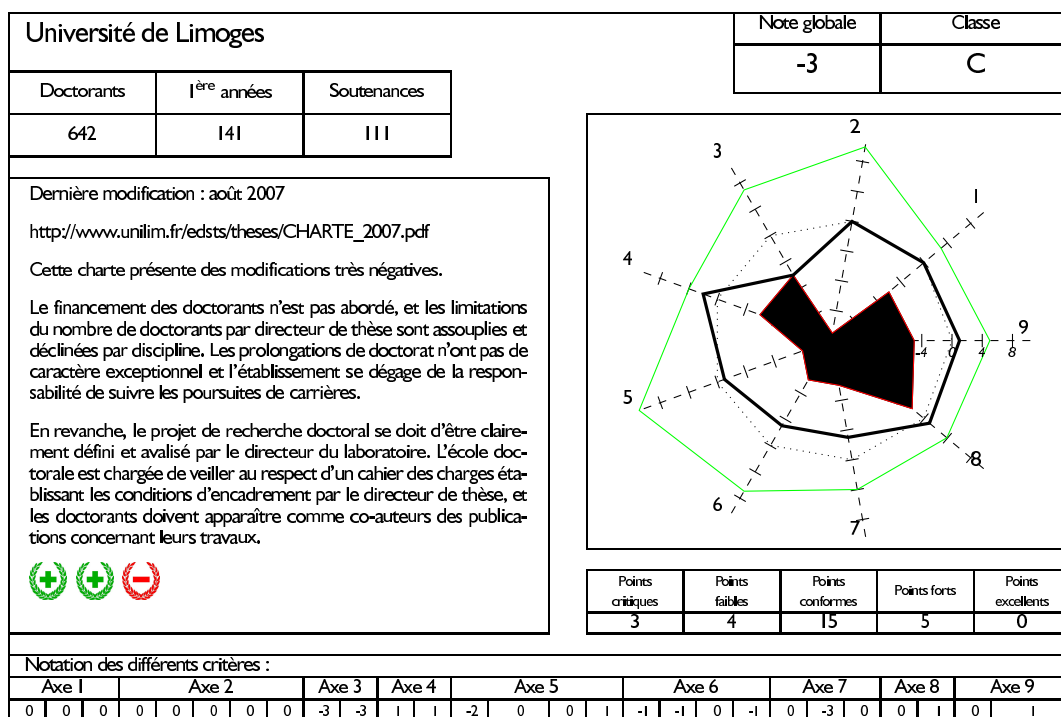 Université de Limoges
Note globale Classe
-3 C
Doctorants 1ère années Soutenances
642 141 111
Dernière modification : août 2007
http://www.unilim.fr/edsts/theses/CHARTE_2007.pdf
Cette charte présente des modifications très négatives.
Le financement des doctorants n'est pas abordé, et les limitations
du nombre de doctorants par directeur de thèse sont assouplies et
déclinées par discipline. Les prolongations de doctorat n'ont pas de
caractère exceptionnel et l'établissement se dégage de la respon-
sabilité de suivre les poursuites de carrières.
En revanche, le projet de recherche doctoral se doit d'être claire-
ment défini et avalisé par le directeur du laboratoire. L'école doc-
torale est chargée de veiller au respect d'un cahier des charges éta-
blissant les conditions d'encadrement par le directeur de thèse, et
les doctorants doivent apparaître comme co-auteurs des publica-
tions concernant leurs travaux.
2
3
1
4
9
-4 0 4 8
5
8
6
7
Points critiques Points faibles Points conformes Points forts Points excellents
3 4 15 5 0
Notation des différents critères :
Axe 1 Axe 2 Axe 3 Axe 4 Axe 5 Axe 6 Axe 7 Axe 8 Axe 9
0 0 0 0 0 0 0 0 -3 -3 1 1 -2 0 0 1 -1 -1 0 -1 0 -3 0 0 1 0 1